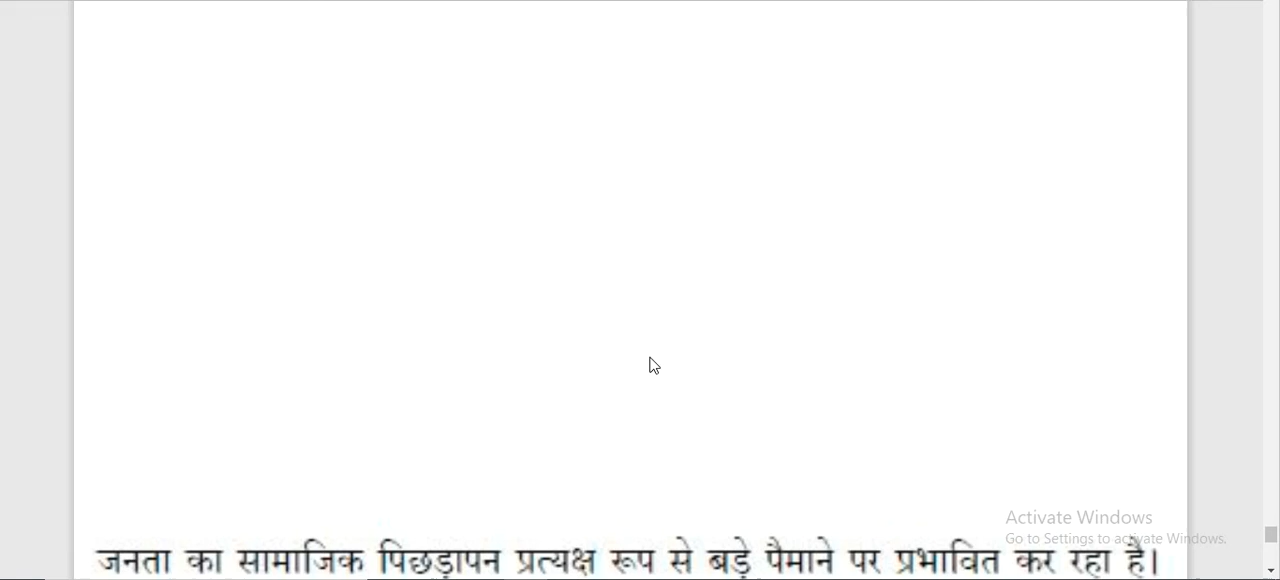 Activate Windows
Go to Settings to activate Windows.
जनता का सामाजिक पिछड़ापन प्रत्यक्ष रूप से बड़े पैमाने पर प्रभावित कर रहा है।